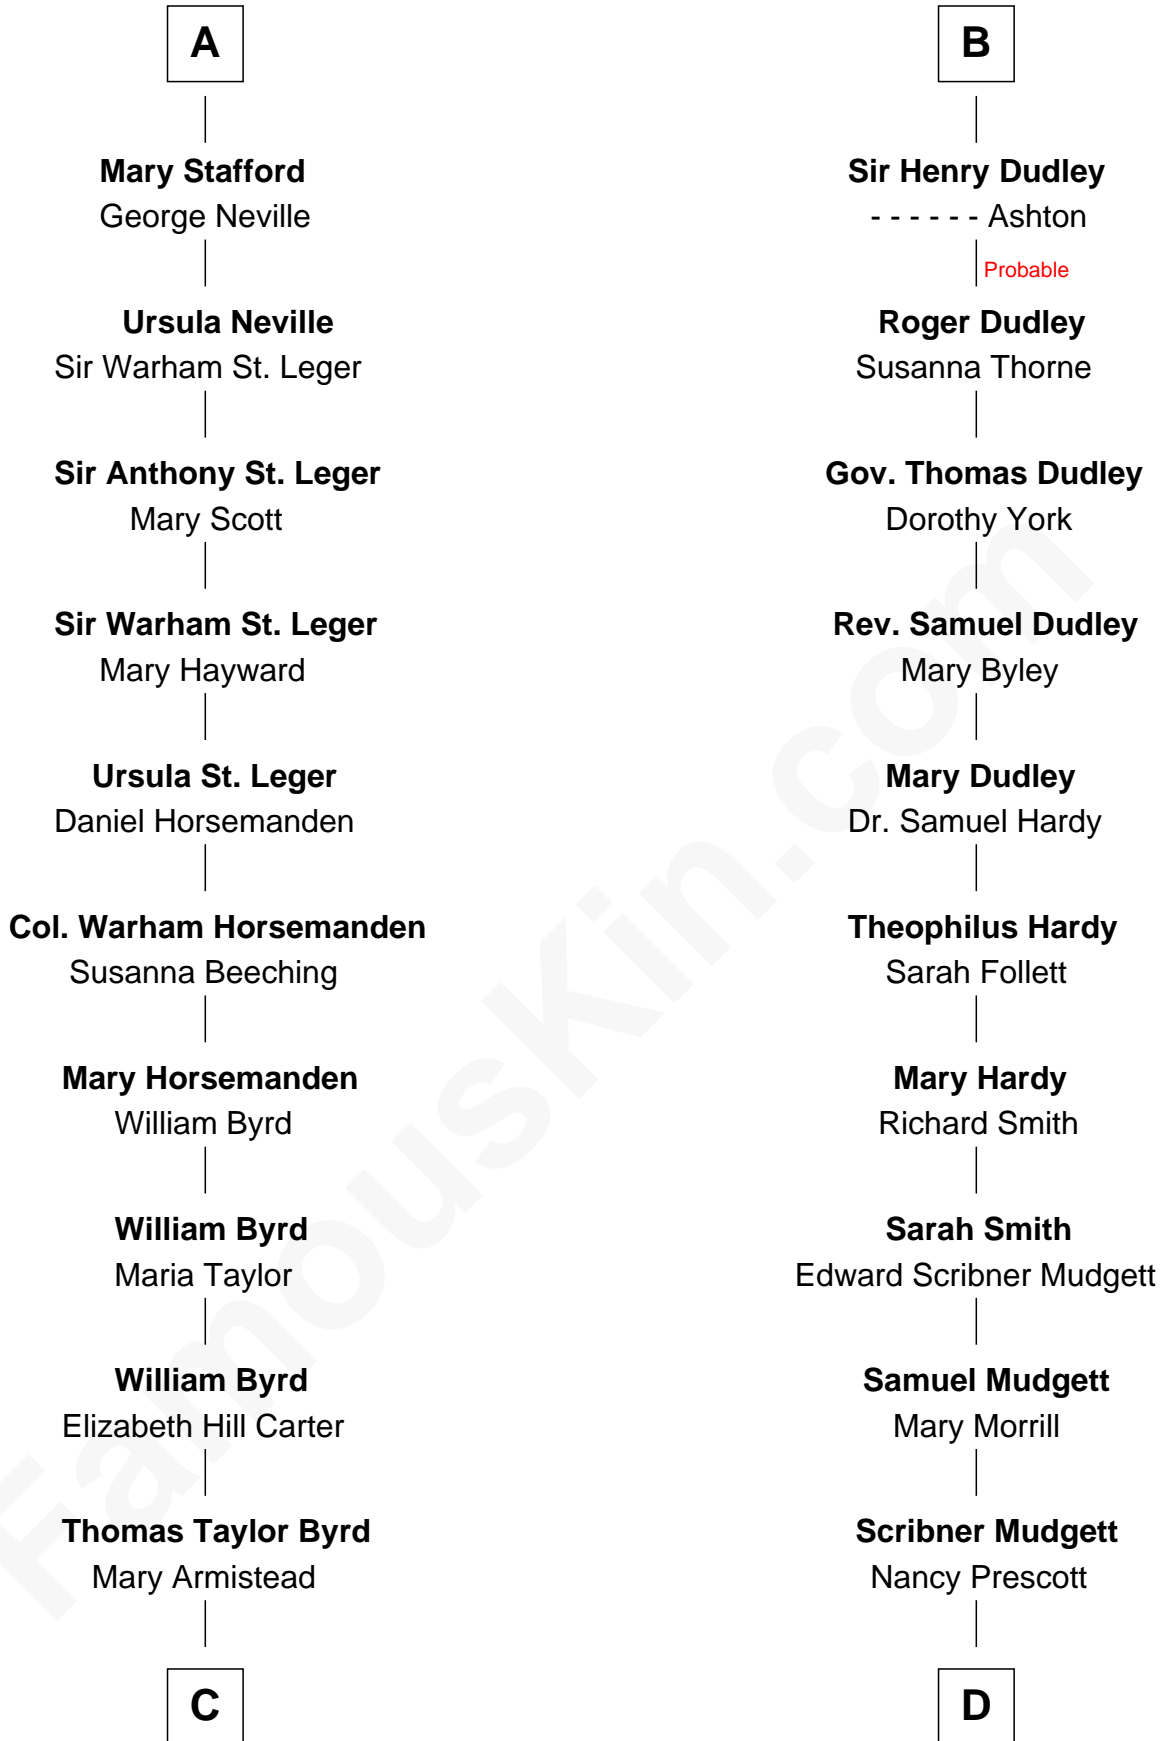 A
Mary Stafford
George Neville
Ursula Neville
Sir Warham St. Leger
Sir Anthony St. Leger
Mary Scott
Sir Warham St. Leger
Mary Hayward
Ursula St. Leger
Daniel Horsemanden
Col. Warham Horsemanden
Susanna Beeching
Mary Horsemanden
William Byrd
William Byrd
Maria Taylor
William Byrd
Elizabeth Hill Carter
Thomas Taylor Byrd
Mary Armistead
C
B
Sir Henry Dudley
- - - - - - Ashton
Probable
Roger Dudley
Susanna Thorne
Gov. Thomas Dudley
Dorothy York
Rev. Samuel Dudley
Mary Byley
Mary Dudley
Dr. Samuel Hardy
Theophilus Hardy
Sarah Follett
Mary Hardy
Richard Smith
Sarah Smith
Edward Scribner Mudgett
Samuel Mudgett
Mary Morrill
Scribner Mudgett
Nancy Prescott
D
FamousKin.com